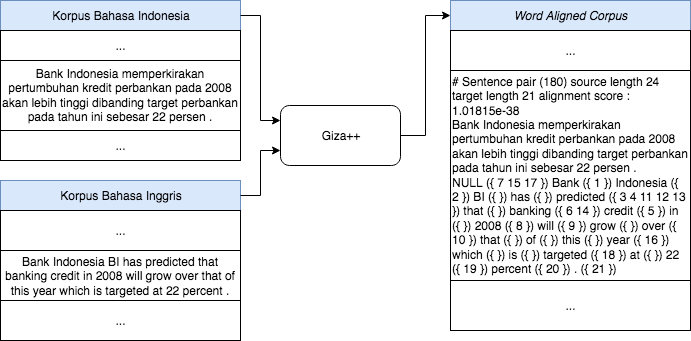 Korpus Bahasa Indonesia
...
Bank Indonesia memperkirakan
pertumbuhan kredit perbankan pada 2008
akan lebih tinggi dibanding target perbankan
pada tahun ini sebesar 22 persen .
...
Korpus Bahasa Inggris
...
Bank Indonesia BI has predicted that
banking credit in 2008 will grow over that of
this year which is targeted at 22 percent .
...
Giza++
Word Aligned Corpus
...
# Sentence pair (180) source length 24
target length 21 alignment score :
1.01815e-38
Bank Indonesia memperkirakan
pertumbuhan kredit perbankan pada 2008
akan lebih tinggi dibanding target perbankan
pada tahun ini sebesar 22 persen .
NULL ({ 7 15 17 }) Bank ({ 1 }) Indonesia ({
2 }) BI ({ }) has ({ }) predicted ({ 3 4 11 12 13
}) that ({ }) banking ({ 6 14 }) credit ({ 5 }) in
({ }) 2008 ({ 8 }) will ({ 9 }) grow ({ }) over ({
10 }) that ({ }) of ({ }) this ({ }) year ({ 16 })
which ({ }) is ({ }) targeted ({ 18 }) at ({ }) 22
({ 19 }) percent ({ 20 }) . ({ 21 })
...